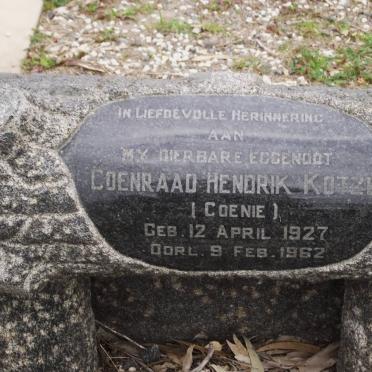 IN LIEFDEVOLLE HERINNERING
AAN
MY DIERBARE EGGENOOT
COENRAAD HENDRIK KOTZE
(COENIE)
GEB. 12 APRIL 1927
OORL. 9 FEB. 1962